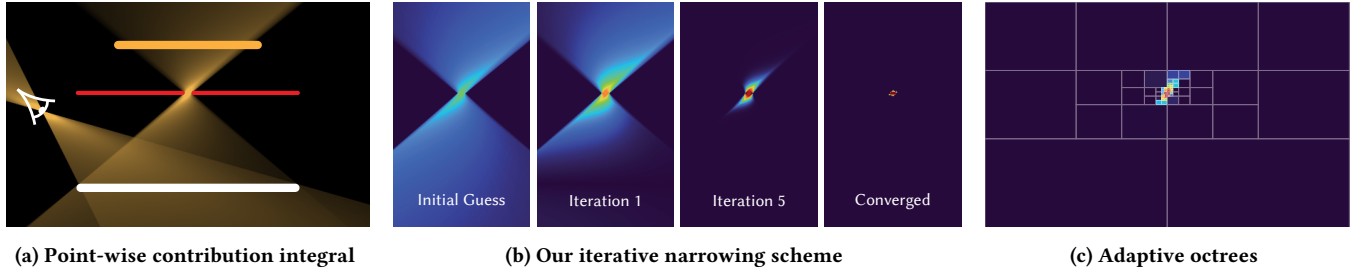 Initial Guess
Iteration 1
Iteration 5
Converged
(a) Point-wise contribution integral
(b) Our iterative narrowing scheme
(c) Adaptive octrees